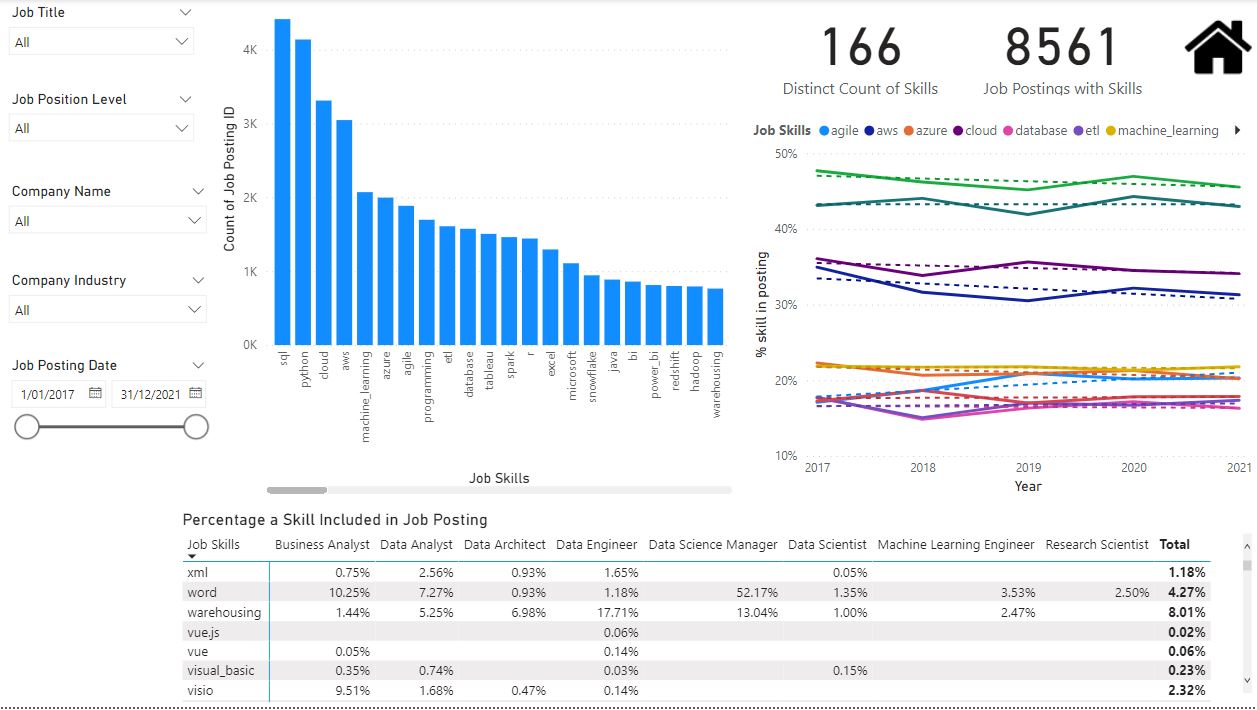 Job Title
All
Job Position Level
All
Company Name
All
Company Industry
All
Job Posting Date
1/01/2017 31/12/2021
Count of Job Posting ID
4K
3K
2K
1K
0K
sql python cloud aws machine_learning azure agile programming etl database tableau spark r excel microsoft snowflake java bi power_bi redshift hadoop warehousing
Job Skills
166
Distinct Count of Skills
8561
Job Postings with Skills
Job Skills agile aws azure cloud database etl machine_learning
% skill in posting
50%
40%
30%
20%
10%
2017 2018 2019 2020 2021
Year
Percentage a Skill Included in Job Posting
Job Skills Business Analyst Data Analyst Data Architect Data Engineer Data Science Manager Data Scientist Machine Learning Engineer Research Scientist Total
xml 0.75% 2.56% 0.93% 1.65% 0.05% 1.18%
word 10.25% 7.27% 0.93% 1.18% 52.17% 1.35% 3.53% 2.50% 4.27%
warehousing 1.44% 5.25% 6.98% 17.71% 13.04% 1.00% 2.47% 8.01%
vue.js 0.06% 0.02%
vue 0.05% 0.14% 0.06%
visual_basic 0.35% 0.74% 0.03% 0.15% 0.23%
visio 9.51% 1.68% 0.47% 0.14% 2.32%